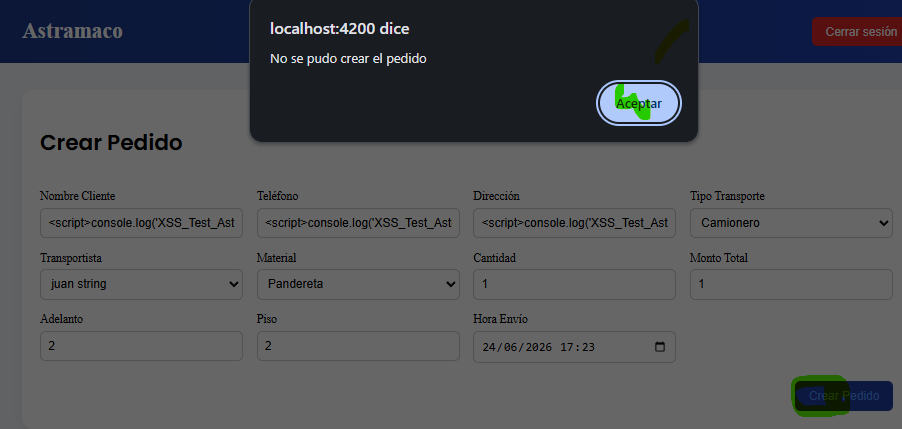 Astramaco
Cerrar sesión
localhost:4200 dice
No se pudo crear el pedido
Aceptar
Crear Pedido
Nombre Cliente
Teléfono
Dirección
Tipo Transporte
<script>console.log('XSS_Test_Ast
<script>console.log('XSS_Test_Ast
<script>console.log('XSS_Test_Ast
Camionero
Transportista
Material
Cantidad
Monto Total
juan string
Pandereta
1
1
Adelanto
Piso
Hora Envío
2
2
24/06/2026 17:23
Crear Pedido